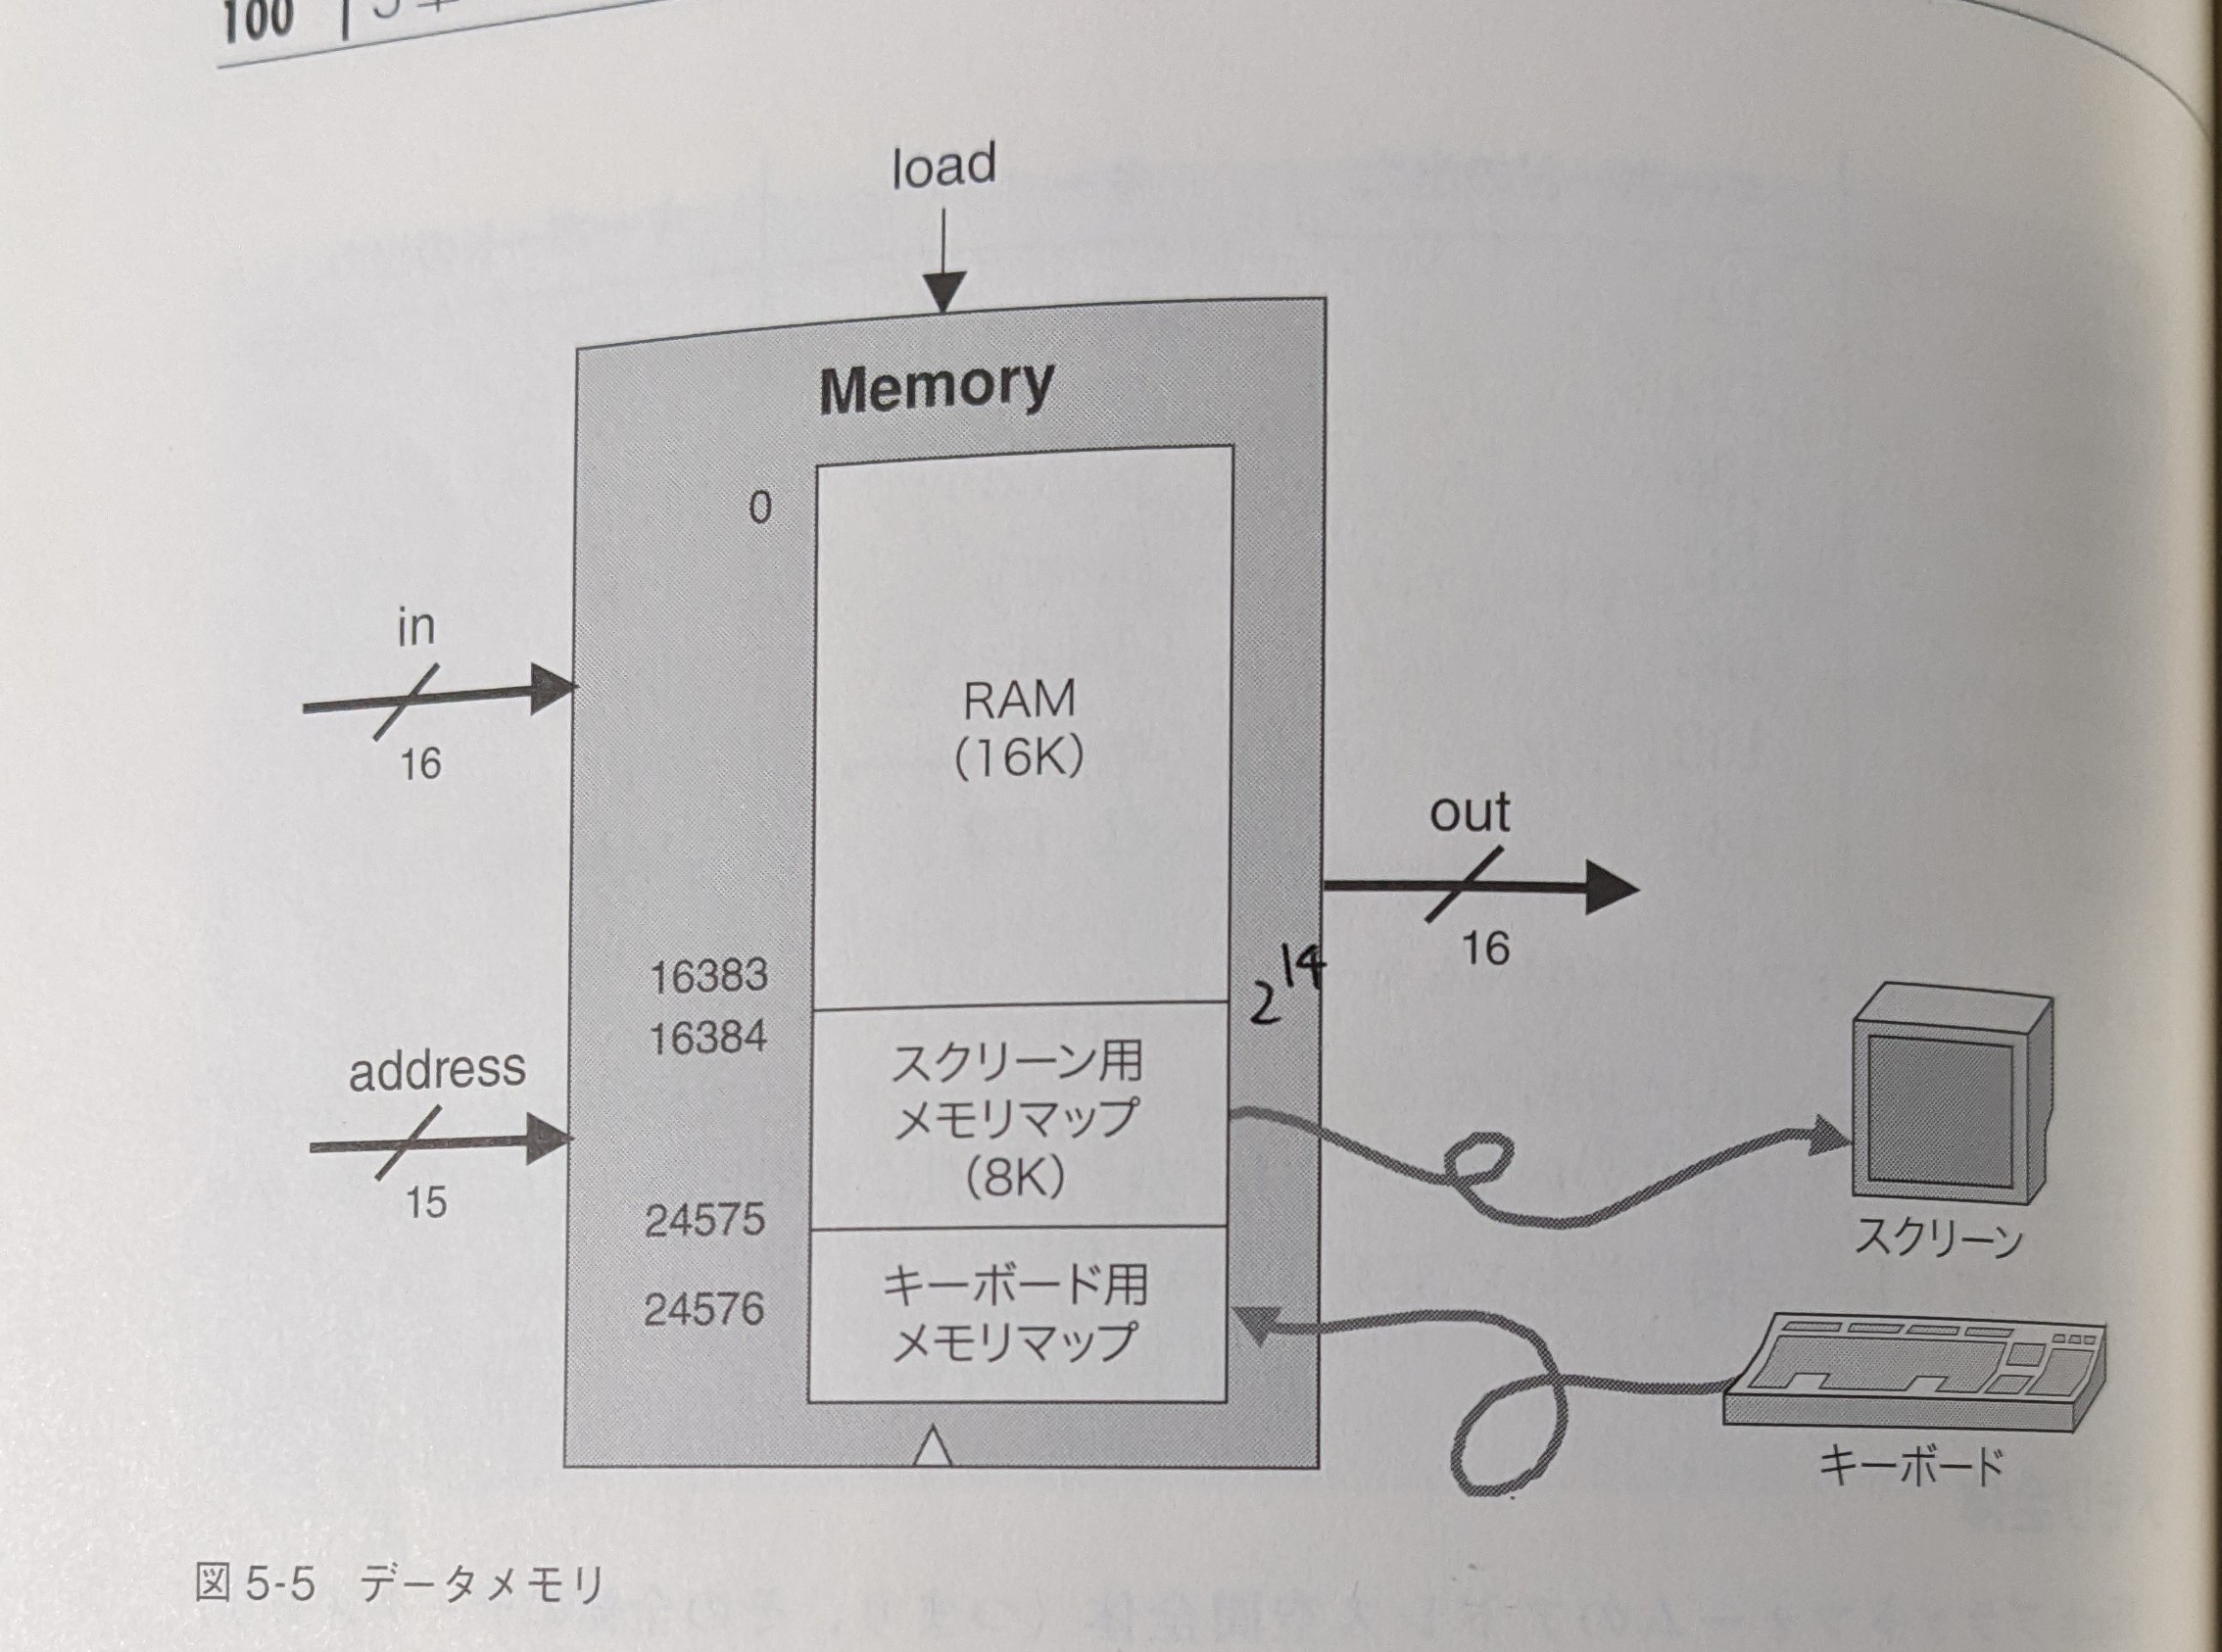 100
load
Memory
0
in
16
RAM
(16K)
out
16
16383
2¹⁴
16384
address
15
スクリーン用
メモリマップ
(8K)
24575
24576
キーボード用
メモリマップ
スクリーン
キーボード
図5-5 データメモリ